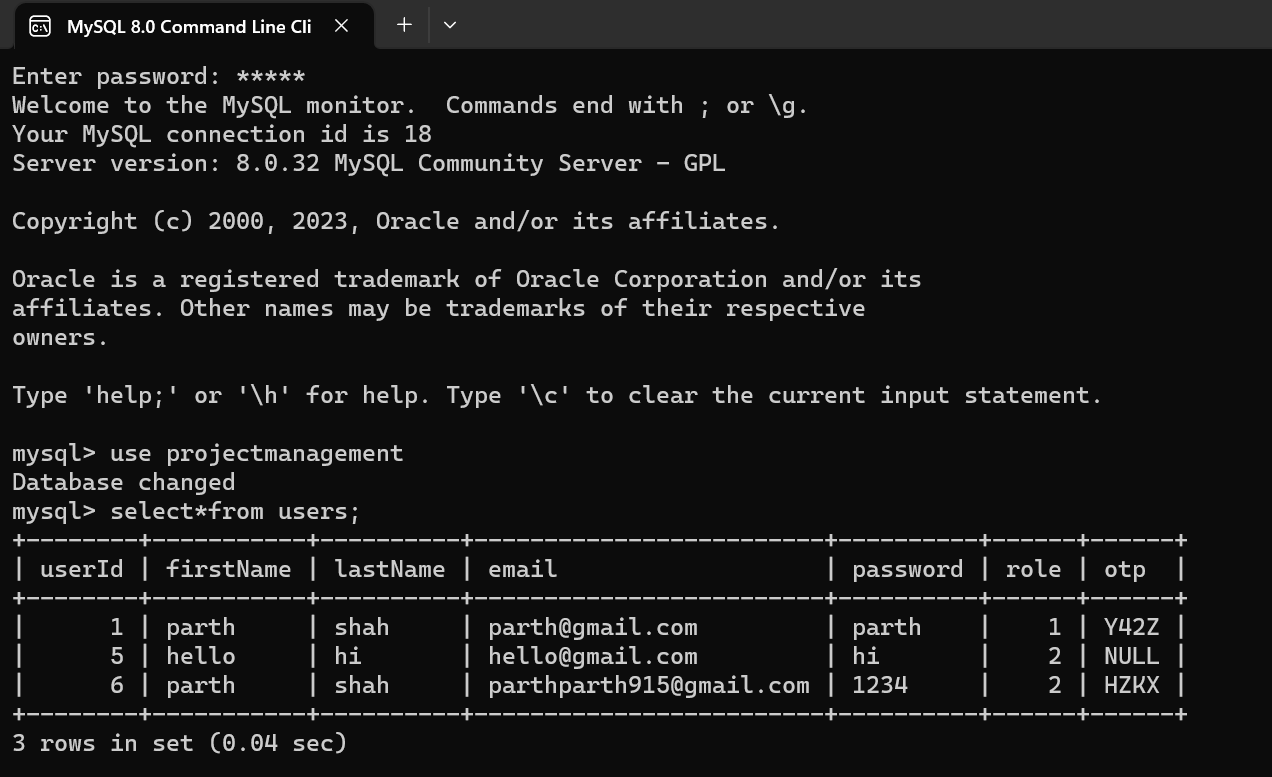 MySQL 8.0 Command Line Cli
Enter password: *****
Welcome to the MySQL monitor.  Commands end with ; or \g.
Your MySQL connection id is 18
Server version: 8.0.32 MySQL Community Server - GPL
Copyright (c) 2000, 2023, Oracle and/or its affiliates.
Oracle is a registered trademark of Oracle Corporation and/or its
affiliates. Other names may be trademarks of their respective
owners.
Type 'help;' or '\h' for help. Type '\c' to clear the current input statement.
mysql> use projectmanagement
Database changed
mysql> select*from users;
+--------+-----------+----------+-------------------------+----------+------+------+
| userId | firstName | lastName | email                   | password | role | otp  |
+--------+-----------+----------+-------------------------+----------+------+------+
|      1 | parth     | shah     | parth@gmail.com         | parth    |    1 | Y42Z |
|      5 | hello     | hi       | hello@gmail.com         | hi       |    2 | NULL |
|      6 | parth     | shah     | parthparth915@gmail.com | 1234     |    2 | HZKX |
+--------+-----------+----------+-------------------------+----------+------+------+
3 rows in set (0.04 sec)